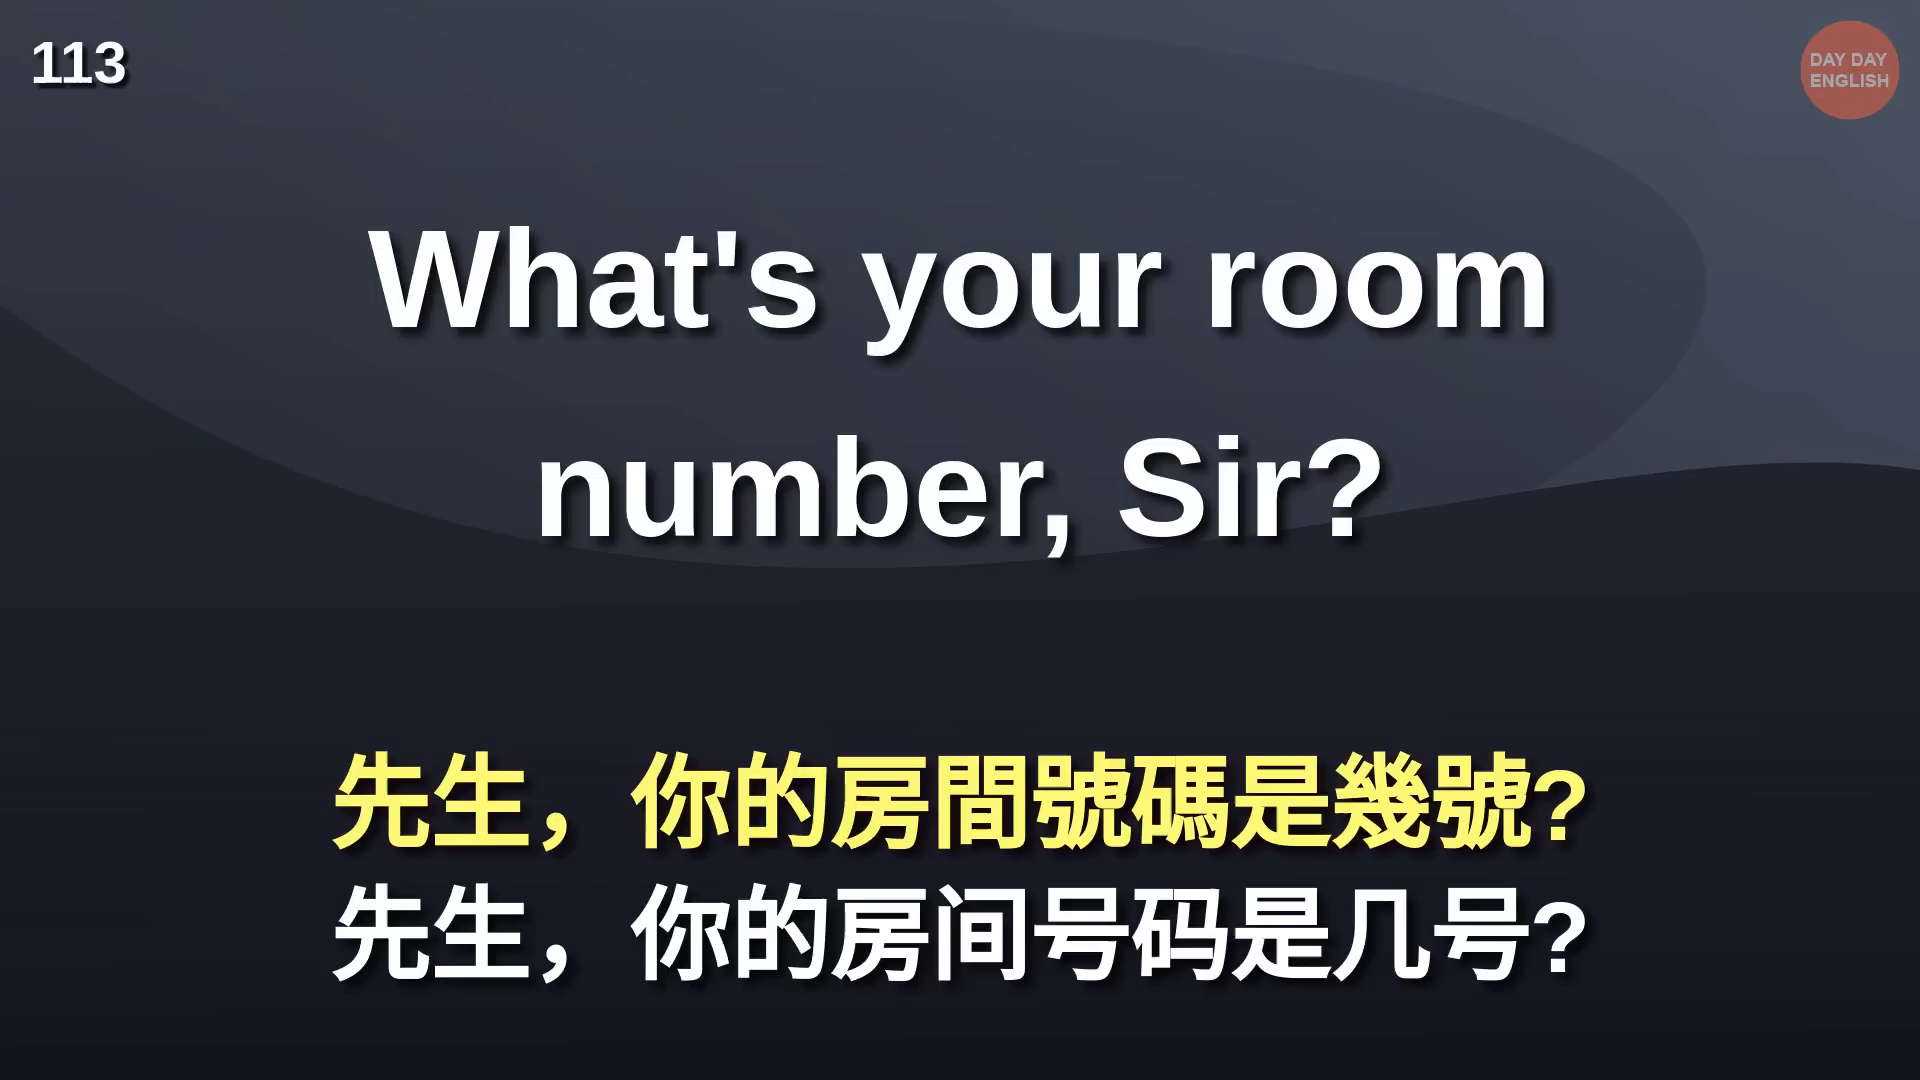 113
DAY DAY
ENGLISH
What's your room
number, Sir?
先生，你的房間號碼是幾號?
先生，你的房间号码是几号?